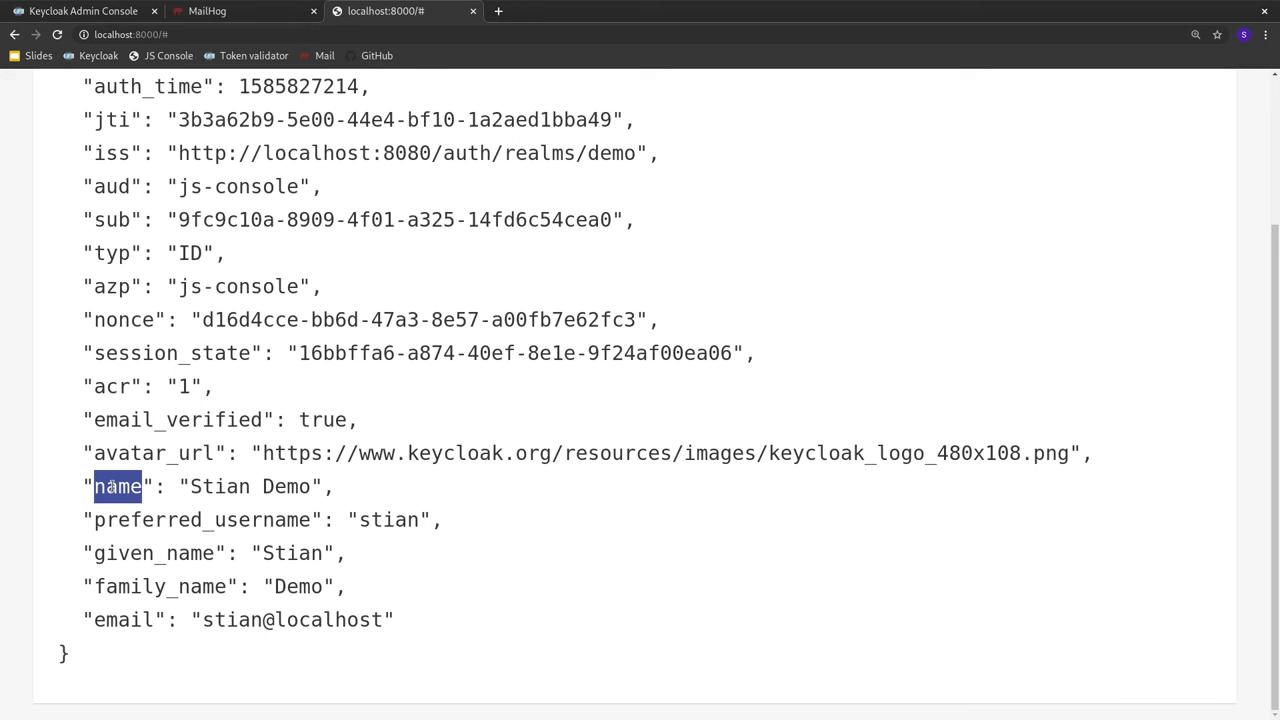 Keycloak Admin Console
MailHog
localhost:8000/#
localhost:8000/#
S
Slides
Keycloak
JS Console
Token validator
Mail
GitHub
"auth_time": 1585827214,
"jti": "3b3a62b9-5e00-44e4-bf10-1a2aed1bba49",
"iss": "http://localhost:8080/auth/realms/demo",
"aud": "js-console",
"sub": "9fc9c10a-8909-4f01-a325-14fd6c54cea0",
"typ": "ID",
"azp": "js-console",
"nonce": "d16d4cce-bb6d-47a3-8e57-a00fb7e62fc3",
"session_state": "16bbffa6-a874-40ef-8e1e-9f24af00ea06",
"acr": "1",
"email_verified": true,
"avatar_url": "https://www.keycloak.org/resources/images/keycloak_logo_480x108.png",
"name": "Stian Demo",
"preferred_username": "stian",
"given_name": "Stian",
"family_name": "Demo",
"email": "stian@localhost"
}